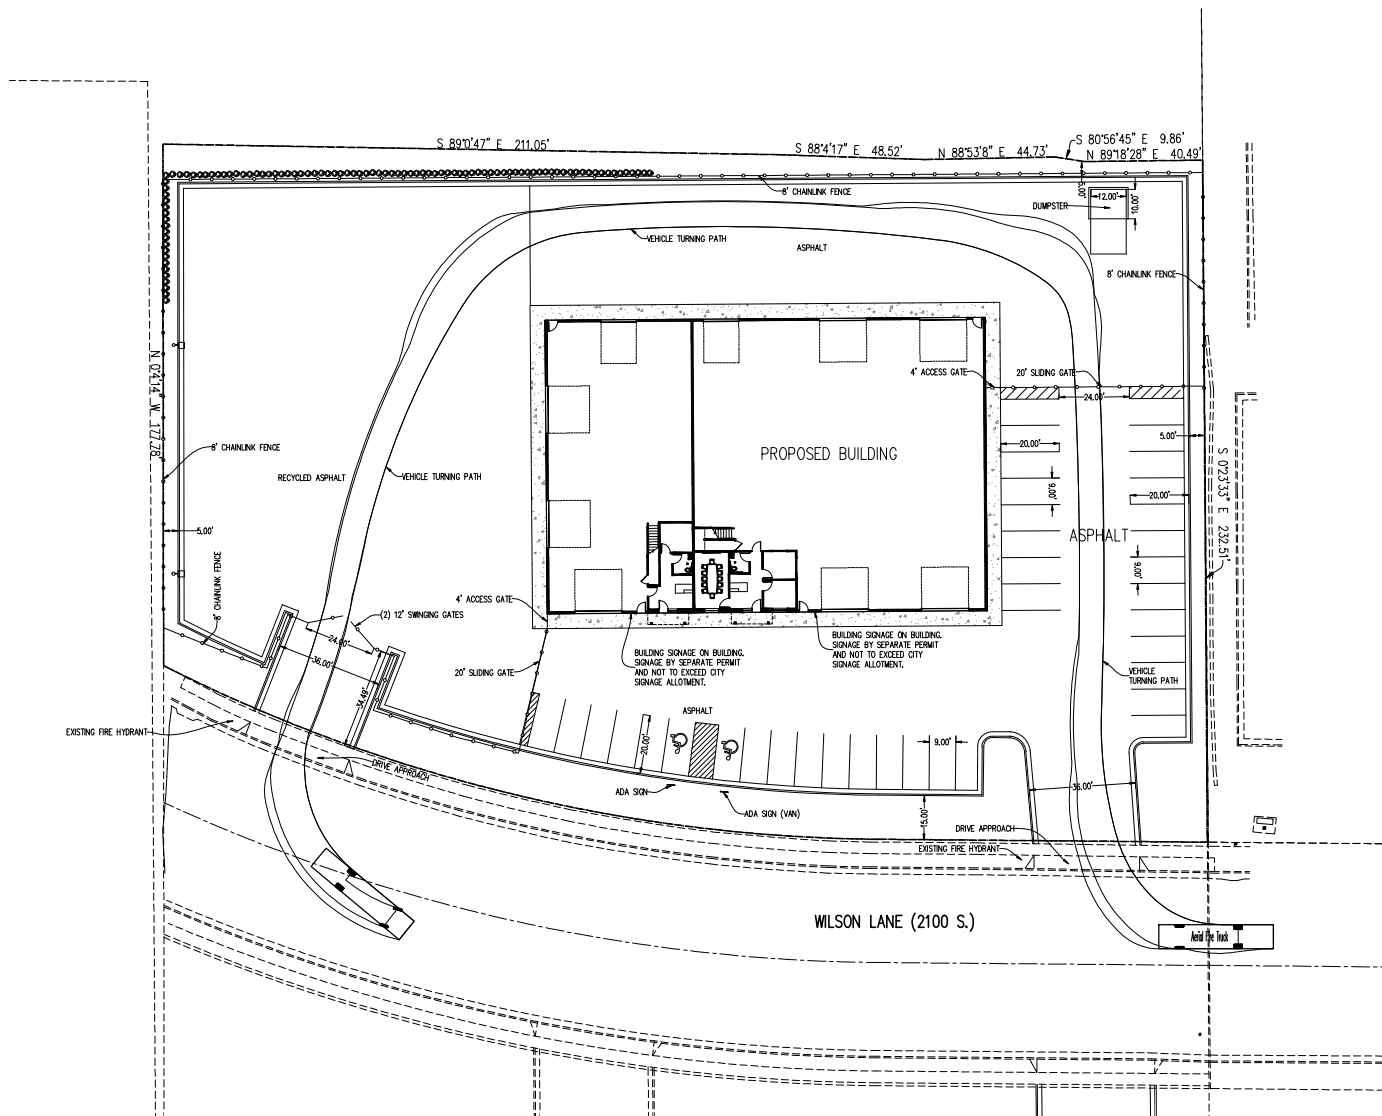 S 89°0'47" E 211.05'
S 88°4'17" E 48.52'
N 88°53'8" E 44.73'
S 80°56'45" E 9.86'
N 89°18'28" E 40.49'
8' CHAINLINK FENCE
5.00'
12.00'
10.00'
DUMPSTER
VEHICLE TURNING PATH
ASPHALT
8' CHAINLINK FENCE
N 0°4'14" W 177.78'
4' ACCESS GATE
20' SLIDING GATE
24.00'
8' CHAINLINK FENCE
RECYCLED ASPHALT
VEHICLE TURNING PATH
PROPOSED BUILDING
20.00'
5.00'
9.00'
20.00'
S 0°23'33" E 232.51'
5.00'
ASPHALT
9.00'
8' CHAINLINK FENCE
4' ACCESS GATE
(2) 12' SWINGING GATES
24.00'
36.00'
34.49'
20' SLIDING GATE
BUILDING SIGNAGE ON BUILDING.
SIGNAGE BY SEPARATE PERMIT
AND NOT TO EXCEED CITY
SIGNAGE ALLOTMENT.
BUILDING SIGNAGE ON BUILDING.
SIGNAGE BY SEPARATE PERMIT
AND NOT TO EXCEED CITY
SIGNAGE ALLOTMENT.
VEHICLE
TURNING PATH
ASPHALT
EXISTING FIRE HYDRANT
20.00'
9.00'
DRIVE APPROACH
ADA SIGN
ADA SIGN (VAN)
36.00'
15.00'
DRIVE APPROACH
EXISTING FIRE HYDRANT
WILSON LANE (2100 S.)
Aerial Fire Truck